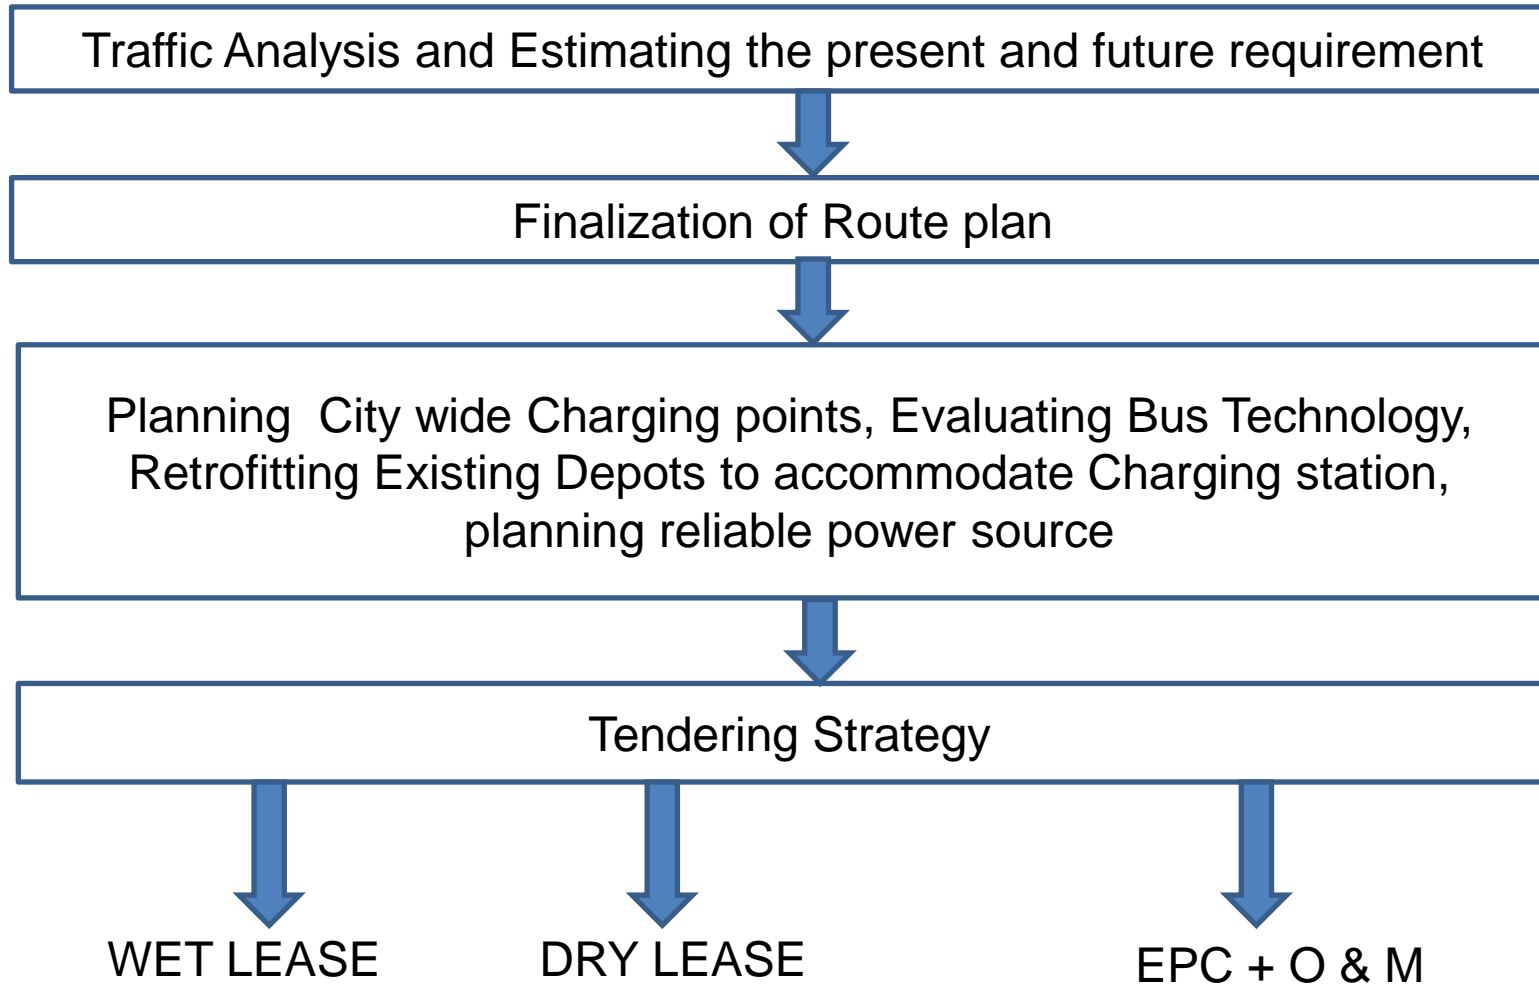 Traffic Analysis and Estimating the present and future requirement
Finalization of Route plan
Planning  City wide Charging points, Evaluating Bus Technology,
Retrofitting Existing Depots to accommodate Charging station,
planning reliable power source
Tendering Strategy
WET LEASE
DRY LEASE
EPC + O & M